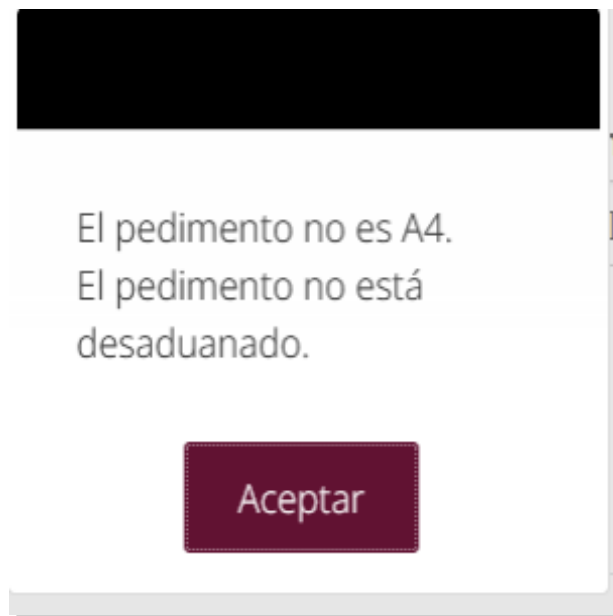 El pedimento no es A4.
El pedimento no está
desaduanado.
Aceptar